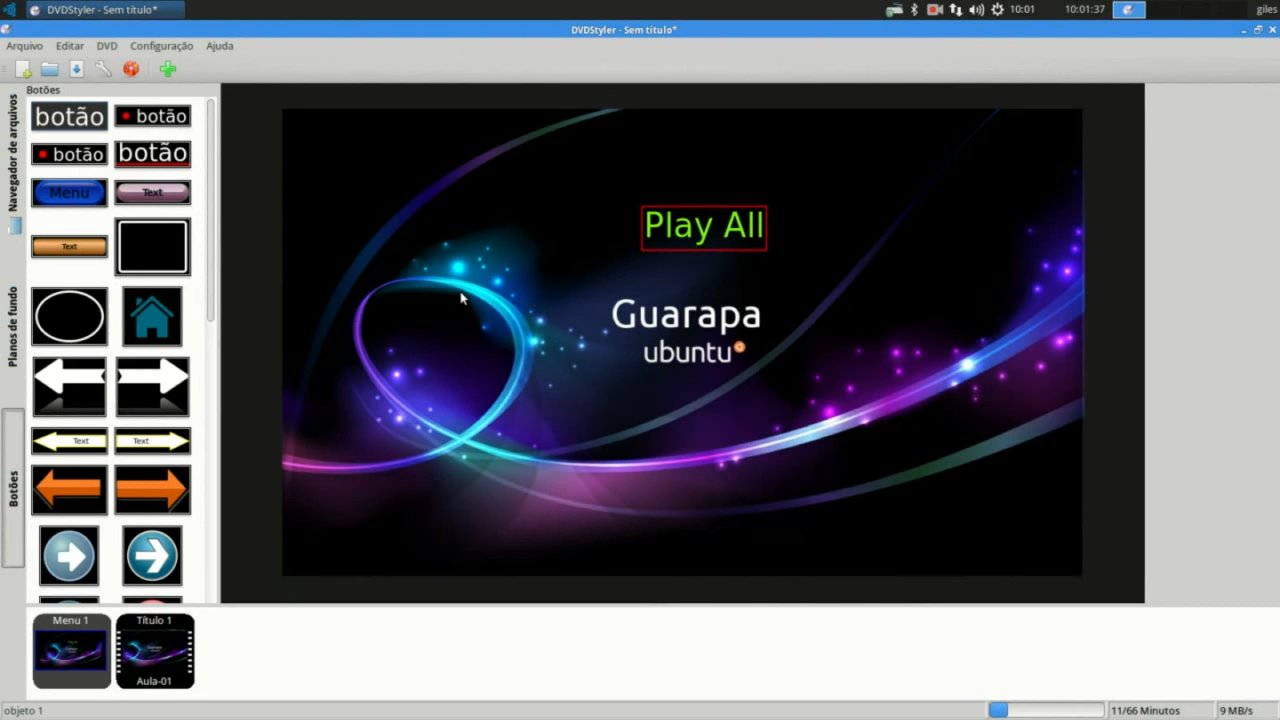 DVDStyler - Sem título*
10:01
10:01:37
giles
DVDStyler - Sem título*
Arquivo Editar DVD Configuração Ajuda
Botões
Navegador de arquivos
Planos de fundo
Botões
botão
botão
botão
botão
Menu
Text
Text
Text
Text
Play All
Guarapa
ubuntu
Menu 1
Título 1
Aula-01
objeto 1
11/66 Minutos
9 MB/s